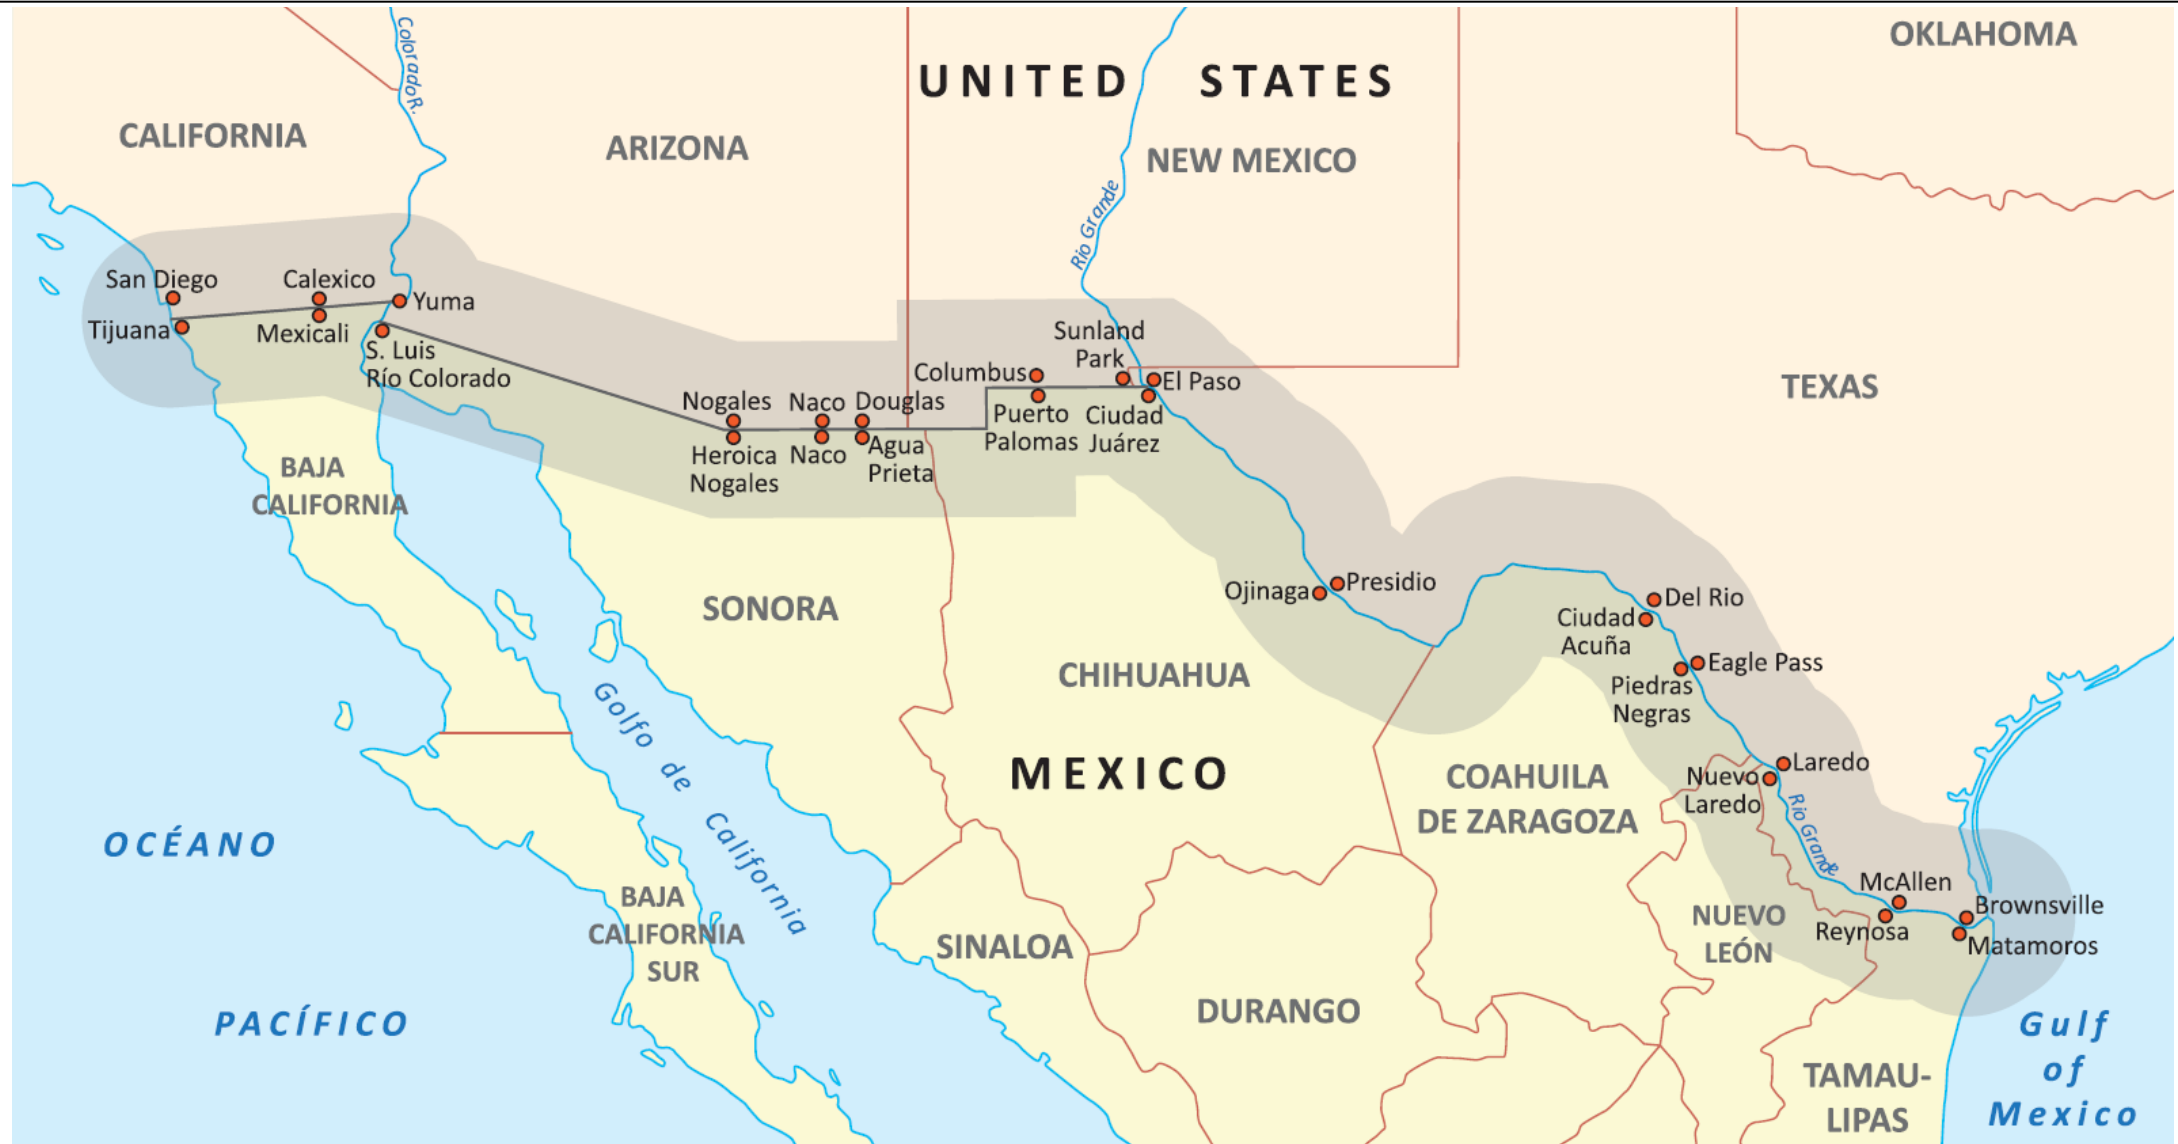 OKLAHOMA
Colorado R.
UNITED STATES
CALIFORNIA
ARIZONA
NEW MEXICO
Rio Grande
San Diego
Calexico
Yuma
Tijuana
Mexicali
S. Luis
Río Colorado
Sunland
Park
Columbus
El Paso
TEXAS
Nogales
Naco
Douglas
Puerto
Palomas
Ciudad
Juárez
Heroica
Nogales
Naco
Agua
Prieta
BAJA
CALIFORNIA
Ojinaga
Presidio
Del Rio
Ciudad
Acuña
SONORA
Eagle Pass
CHIHUAHUA
Piedras
Negras
Golfo de California
MEXICO
COAHUILA
DE ZARAGOZA
Laredo
Nuevo
Laredo
Rio Grande
OCÉANO
PACÍFICO
BAJA
CALIFORNIA
SUR
SINALOA
DURANGO
NUEVO
LEÓN
McAllen
Reynosa
Brownsville
Matamoros
Gulf
of
Mexico
TAMAU-
LIPAS